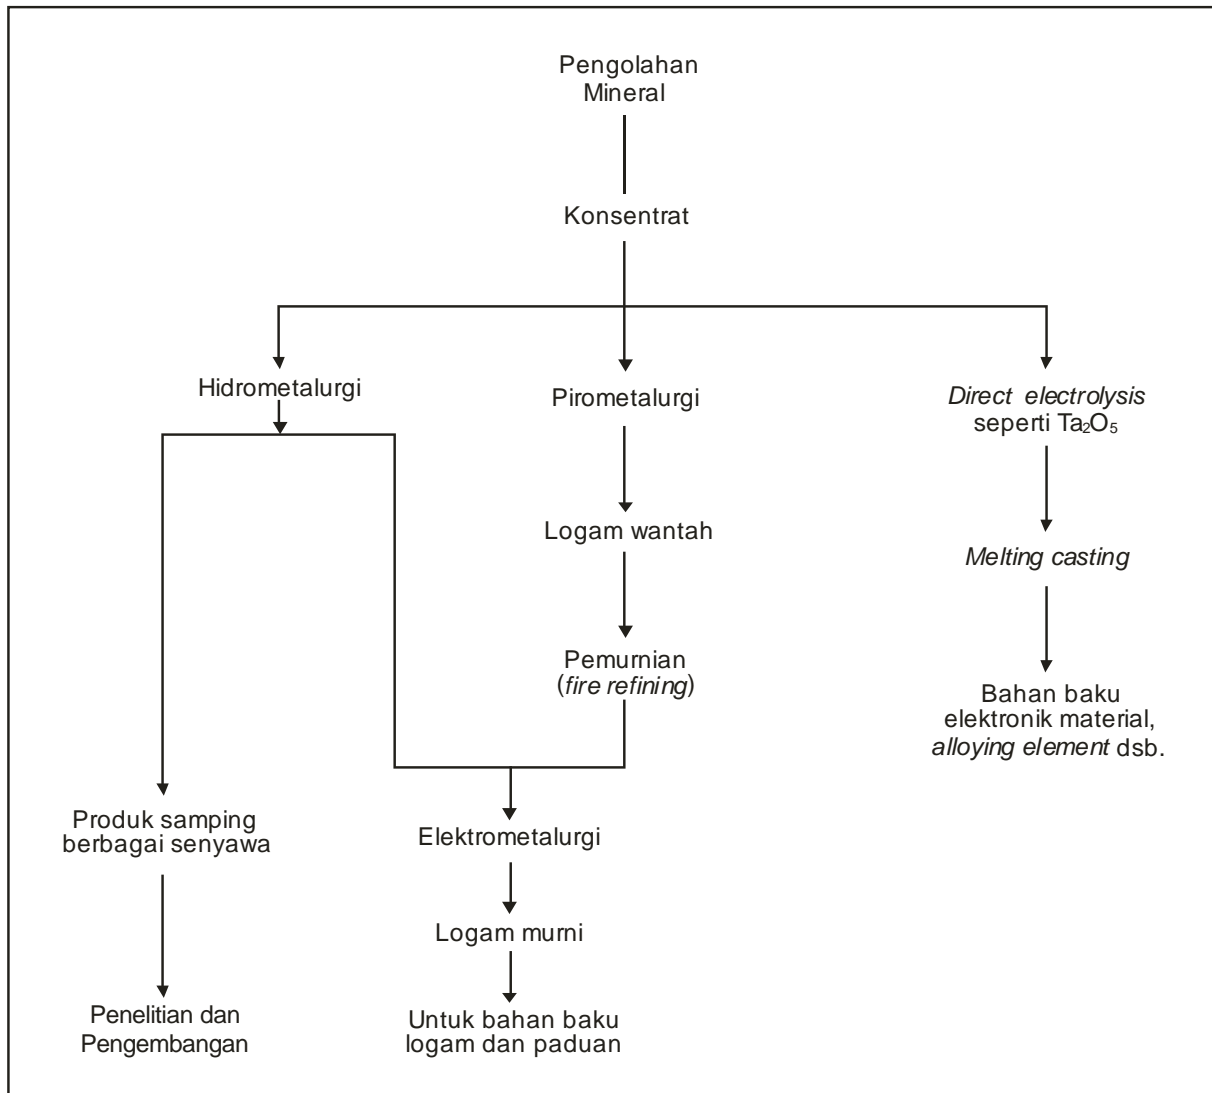 Pengolahan
Mineral
Konsentrat
Hidrometalurgi
Pirometalurgi
Direct electrolysis
seperti Ta₂O₅
Logam wantah
Melting casting
Pemurnian
(fire refining)
Bahan baku
elektronik material,
alloying element dsb.
Produk samping
berbagai senyawa
Elektrometalurgi
Logam murni
Penelitian dan
Pengembangan
Untuk bahan baku
logam dan paduan